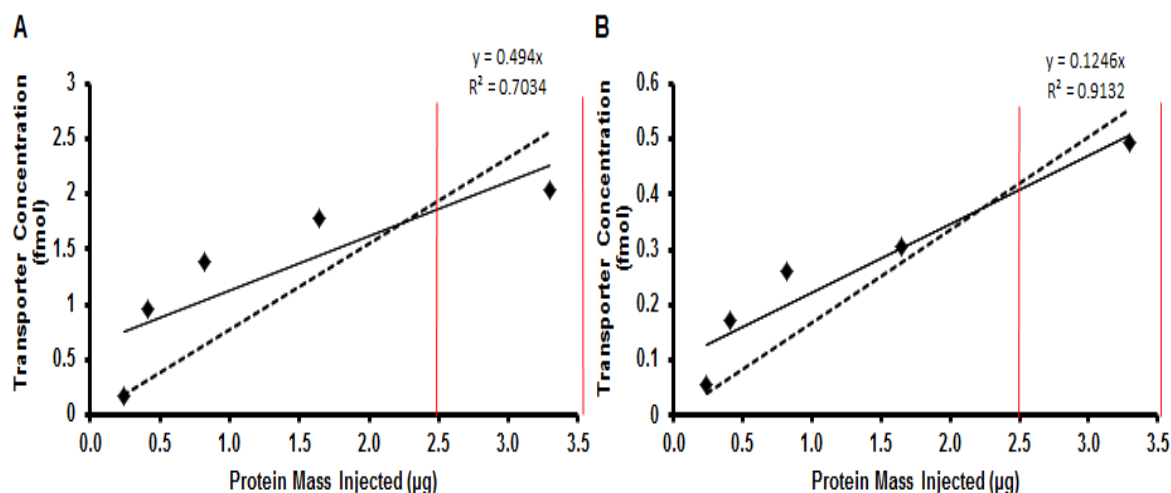 A
y = 0.494x
R² = 0.7034
Transporter Concentration
(fmol)
3
2.5
2
1.5
1
0.5
0
0.0 0.5 1.0 1.5 2.0 2.5 3.0 3.5
Protein Mass Injected (µg)
B
y = 0.1246x
R² = 0.9132
Transporter Concentration
(fmol)
0.6
0.5
0.4
0.3
0.2
0.1
0
0.0 0.5 1.0 1.5 2.0 2.5 3.0 3.5
Protein Mass Injected (µg)